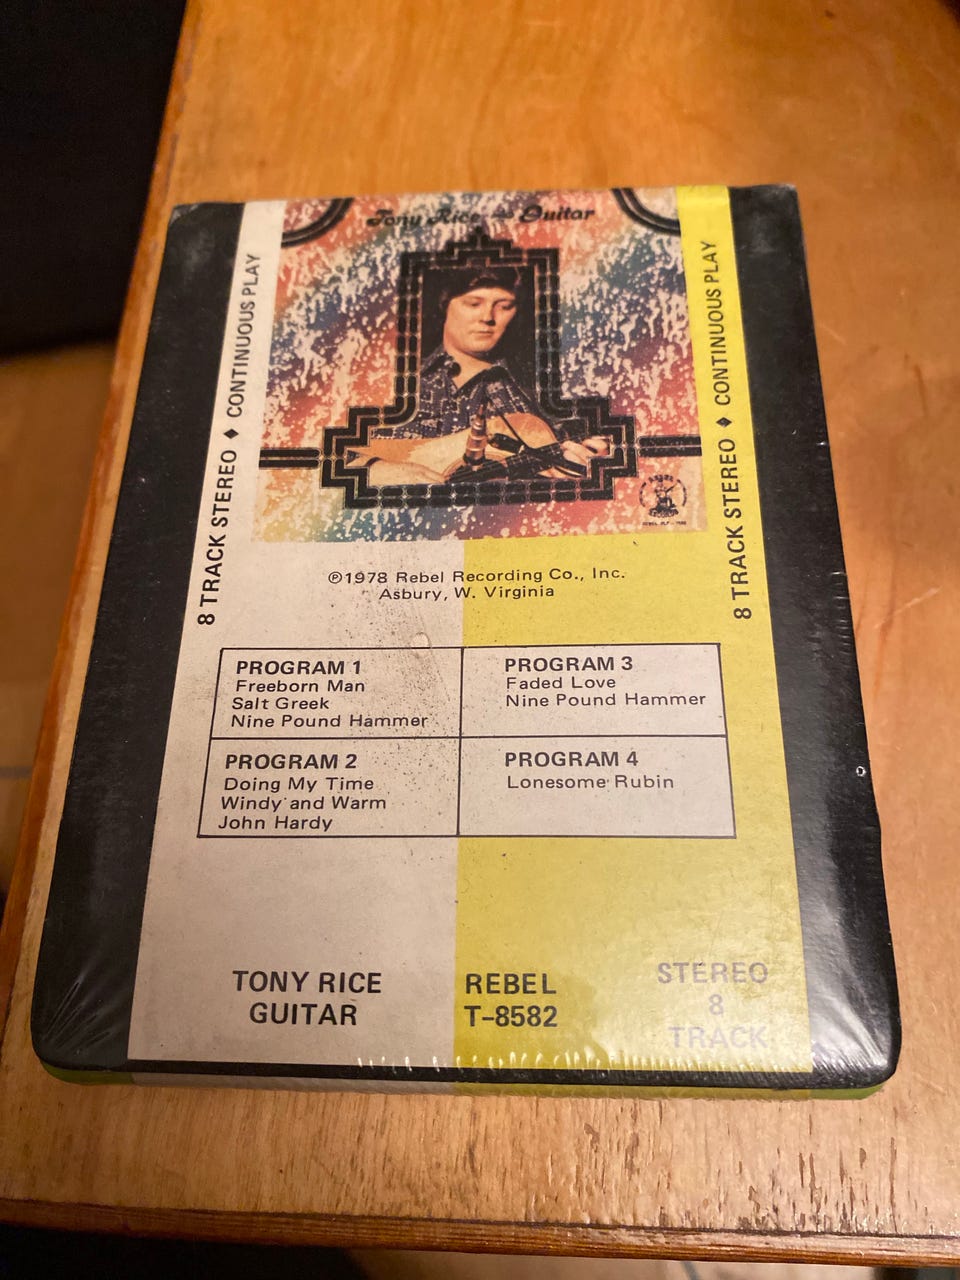 Tony Rice Guitar
8 TRACK STEREO ♦ CONTINUOUS PLAY
8 TRACK STEREO ♦ CONTINUOUS PLAY
℗1978 Rebel Recording Co., Inc.
Asbury, W. Virginia
PROGRAM 1
Freeborn Man
Salt Greek
Nine Pound Hammer
PROGRAM 3
Faded Love
Nine Pound Hammer
PROGRAM 2
Doing My Time
Windy and Warm
John Hardy
PROGRAM 4
Lonesome Rubin
TONY RICE
GUITAR
REBEL
T-8582
STEREO
8
TRACK